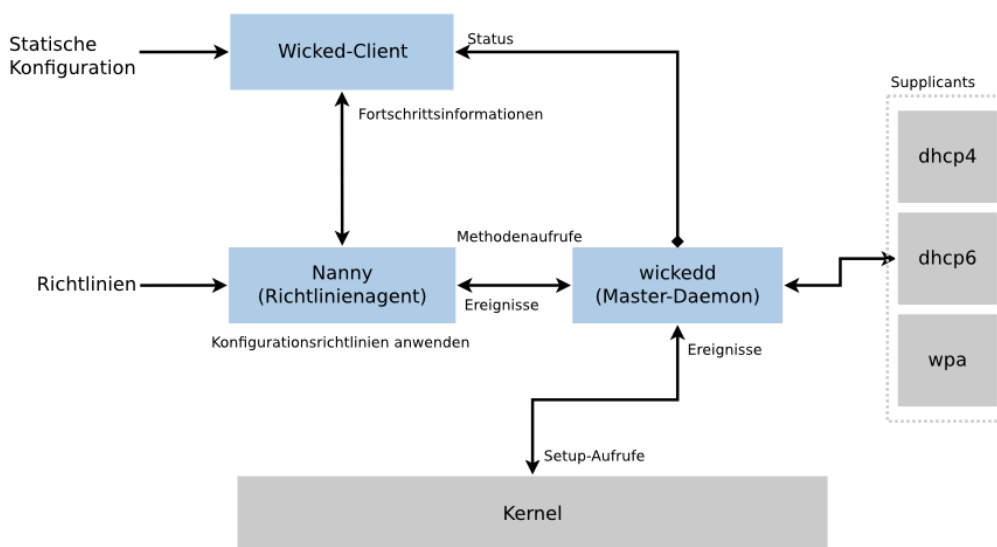 Statische
Konfiguration
Wicked-Client
Status
Supplicants
Fortschrittsinformationen
dhcp4
Methodenaufrufe
Richtlinien
Nanny
(Richtlinienagent)
Ereignisse
wickedd
(Master-Daemon)
dhcp6
Konfigurationsrichtlinien anwenden
Ereignisse
wpa
Setup-Aufrufe
Kernel